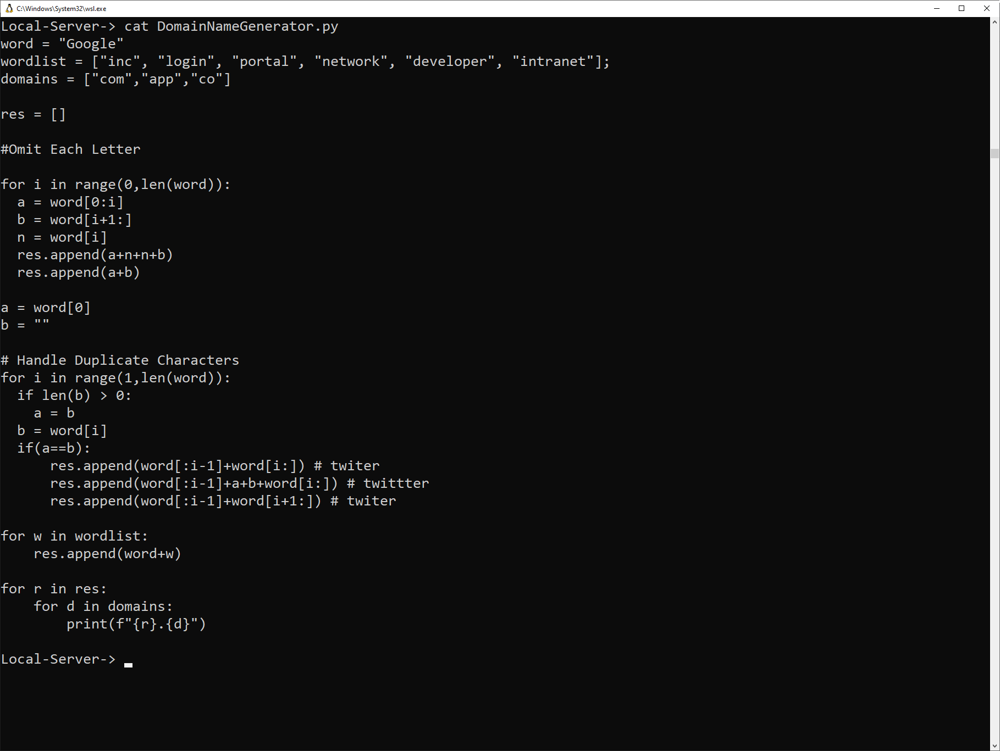 C:\Windows\System32\wsl.exe
Local-Server-> cat DomainNameGenerator.py
word = "Google"
wordlist = ["inc", "login", "portal", "network", "developer", "intranet"];
domains = ["com","app","co"]

res = []

#Omit Each Letter

for i in range(0,len(word)):
  a = word[0:i]
  b = word[i+1:]
  n = word[i]
  res.append(a+n+n+b)
  res.append(a+b)

a = word[0]
b = ""

# Handle Duplicate Characters
for i in range(1,len(word)):
  if len(b) > 0:
    a = b
  b = word[i]
  if(a==b):
      res.append(word[:i-1]+word[i:]) # twiter
      res.append(word[:i-1]+a+b+word[i:]) # twittter
      res.append(word[:i-1]+word[i+1:]) # twiter

for w in wordlist:
    res.append(word+w)

for r in res:
    for d in domains:
        print(f"{r}.{d}")

Local-Server->